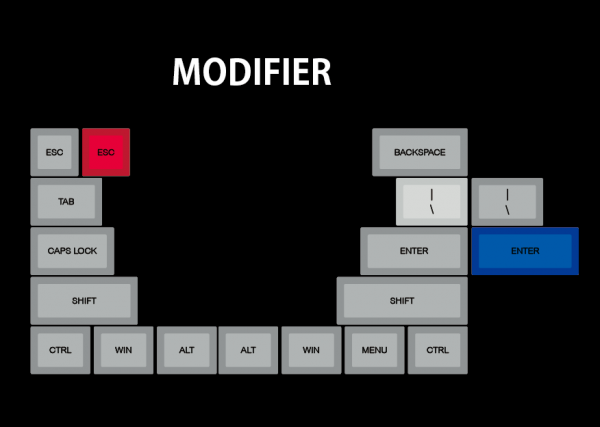 MODIFIER
ESC ESC BACKSPACE
TAB | |
\ \
CAPS LOCK ENTER ENTER
SHIFT SHIFT
CTRL WIN ALT ALT WIN MENU CTRL